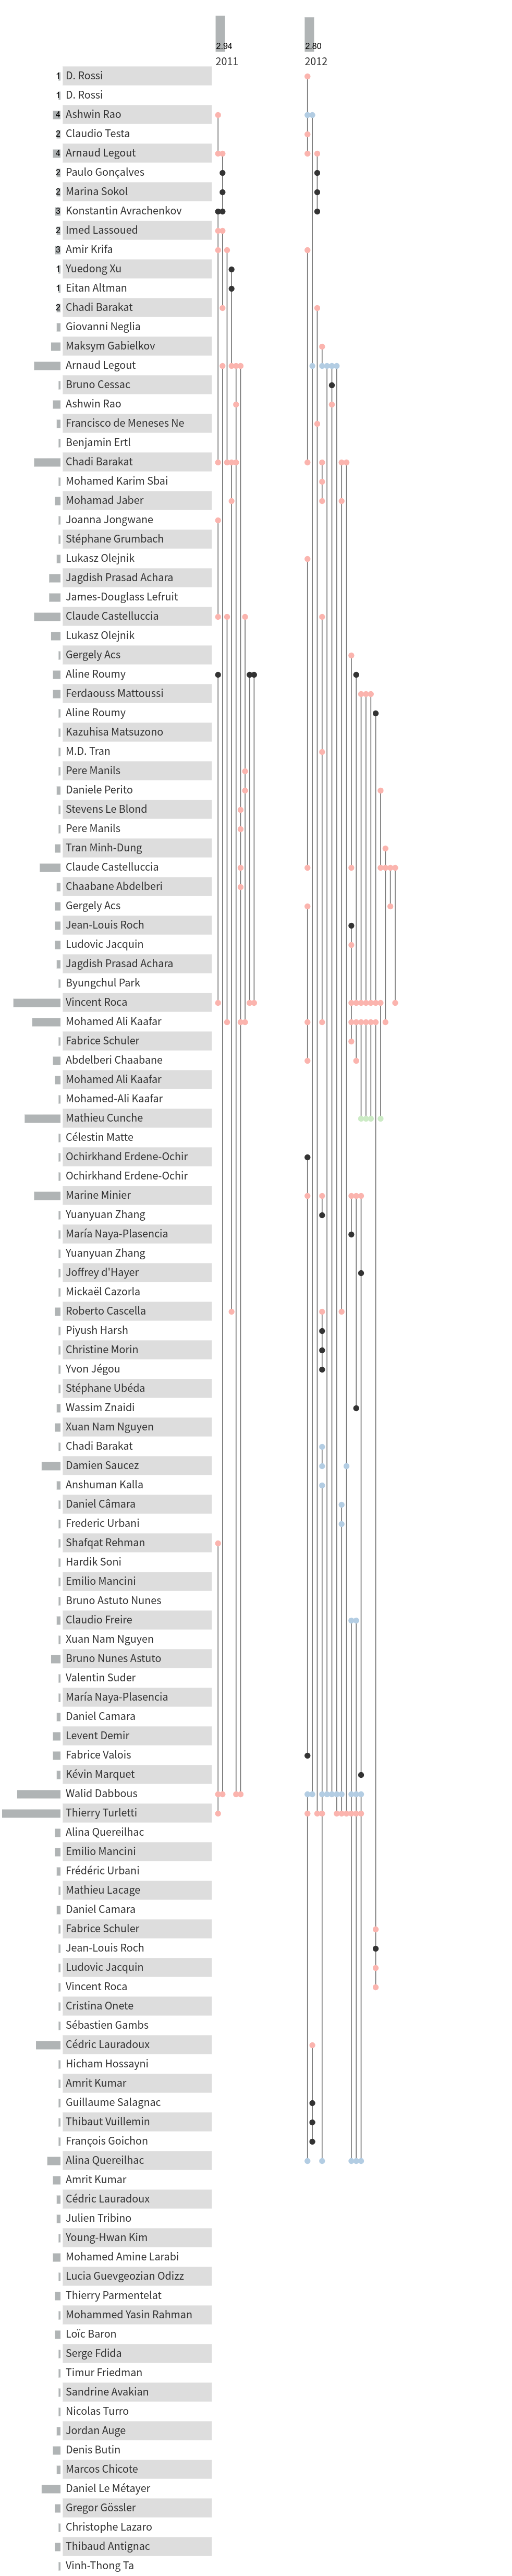 2.94 2.80
2011 2012
1 D. Rossi
1 D. Rossi
4 Ashwin Rao
2 Claudio Testa
4 Arnaud Legout
2 Paulo Gonçalves
2 Marina Sokol
3 Konstantin Avrachenkov
2 Imed Lassoued
3 Amir Krifa
1 Yuedong Xu
1 Eitan Altman
2 Chadi Barakat
Giovanni Neglia
Maksym Gabielkov
Arnaud Legout
Bruno Cessac
Ashwin Rao
Francisco de Meneses Ne
Benjamin Ertl
Chadi Barakat
Mohamed Karim Sbai
Mohamad Jaber
Joanna Jongwane
Stéphane Grumbach
Lukasz Olejnik
Jagdish Prasad Achara
James-Douglass Lefruit
Claude Castelluccia
Lukasz Olejnik
Gergely Acs
Aline Roumy
Ferdaouss Mattoussi
Aline Roumy
Kazuhisa Matsuzono
M.D. Tran
Pere Manils
Daniele Perito
Stevens Le Blond
Pere Manils
Tran Minh-Dung
Claude Castelluccia
Chaabane Abdelberi
Gergely Acs
Jean-Louis Roch
Ludovic Jacquin
Jagdish Prasad Achara
Byungchul Park
Vincent Roca
Mohamed Ali Kaafar
Fabrice Schuler
Abdelberi Chaabane
Mohamed Ali Kaafar
Mohamed-Ali Kaafar
Mathieu Cunche
Célestin Matte
Ochirkhand Erdene-Ochir
Ochirkhand Erdene-Ochir
Marine Minier
Yuanyuan Zhang
María Naya-Plasencia
Yuanyuan Zhang
Joffrey d'Hayer
Mickaël Cazorla
Roberto Cascella
Piyush Harsh
Christine Morin
Yvon Jégou
Stéphane Ubéda
Wassim Znaidi
Xuan Nam Nguyen
Chadi Barakat
Damien Saucez
Anshuman Kalla
Daniel Câmara
Frederic Urbani
Shafqat Rehman
Hardik Soni
Emilio Mancini
Bruno Astuto Nunes
Claudio Freire
Xuan Nam Nguyen
Bruno Nunes Astuto
Valentin Suder
María Naya-Plasencia
Daniel Camara
Levent Demir
Fabrice Valois
Kévin Marquet
Walid Dabbous
Thierry Turletti
Alina Quereilhac
Emilio Mancini
Frédéric Urbani
Mathieu Lacage
Daniel Camara
Fabrice Schuler
Jean-Louis Roch
Ludovic Jacquin
Vincent Roca
Cristina Onete
Sébastien Gambs
Cédric Lauradoux
Hicham Hossayni
Amrit Kumar
Guillaume Salagnac
Thibaut Vuillemin
François Goichon
Alina Quereilhac
Amrit Kumar
Cédric Lauradoux
Julien Tribino
Young-Hwan Kim
Mohamed Amine Larabi
Lucia Guevgeozian Odizz
Thierry Parmentelat
Mohammed Yasin Rahman
Loïc Baron
Serge Fdida
Timur Friedman
Sandrine Avakian
Nicolas Turro
Jordan Auge
Denis Butin
Marcos Chicote
Daniel Le Métayer
Gregor Gössler
Christophe Lazaro
Thibaud Antignac
Vinh-Thong Ta